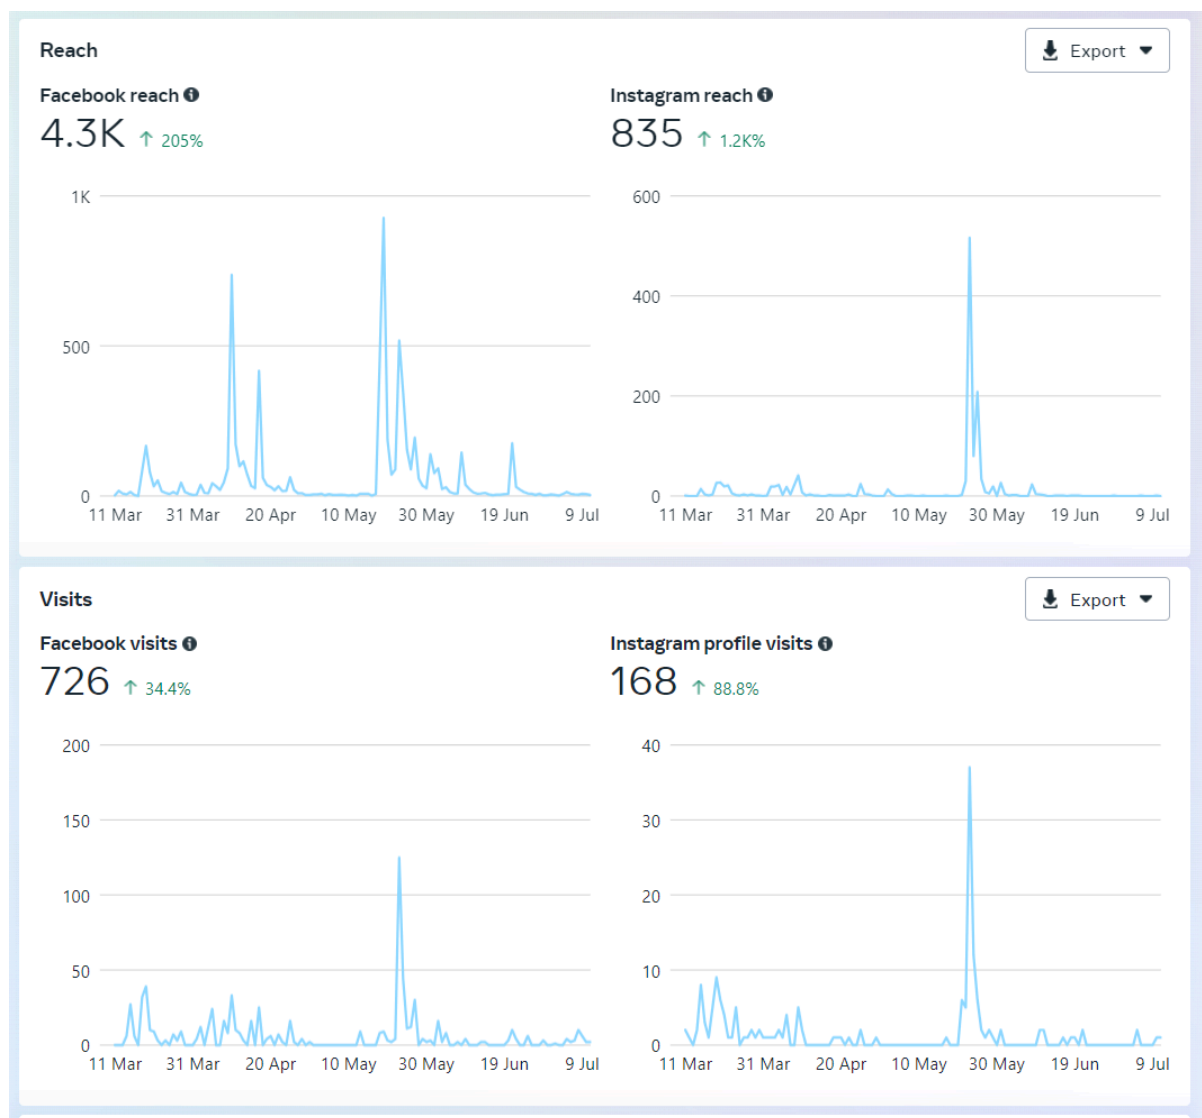 Reach
Export
Facebook reach
4.3K ↑ 205%
Instagram reach
835 ↑ 1.2K%
1K
500
0
11 Mar 31 Mar 20 Apr 10 May 30 May 19 Jun 9 Jul
600
400
200
0
11 Mar 31 Mar 20 Apr 10 May 30 May 19 Jun 9 Jul
Visits
Export
Facebook visits
726 ↑ 34.4%
Instagram profile visits
168 ↑ 88.8%
200
150
100
50
0
11 Mar 31 Mar 20 Apr 10 May 30 May 19 Jun 9 Jul
40
30
20
10
0
11 Mar 31 Mar 20 Apr 10 May 30 May 19 Jun 9 Jul